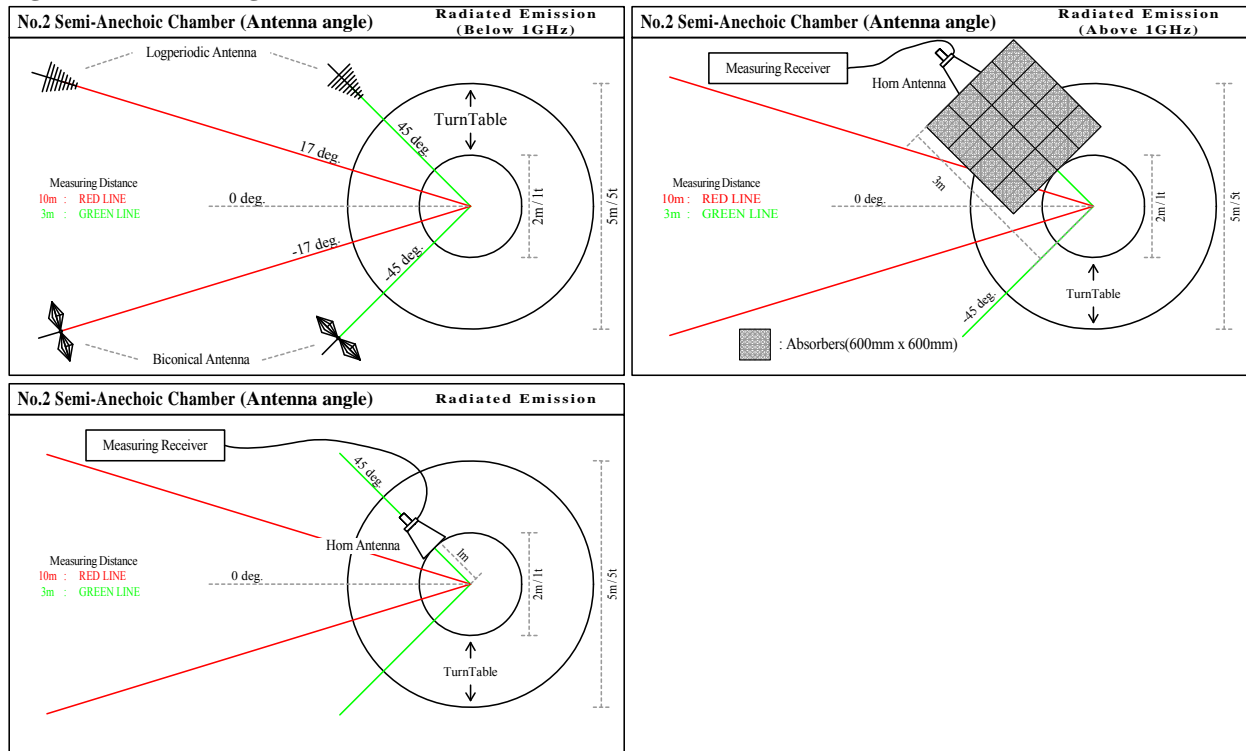 No.2 Semi-Anechoic Chamber (Antenna angle)
Radiated Emission
(Below 1GHz)
Logperiodic Antenna
TurnTable
45 deg.
17 deg.
Measuring Distance
10m : RED LINE
3m : GREEN LINE
0 deg.
2m / 1t
5m / 5t
-17 deg.
-45 deg.
Biconical Antenna
No.2 Semi-Anechoic Chamber (Antenna angle)
Radiated Emission
(Above 1GHz)
Measuring Receiver
Horn Antenna
3m
Measuring Distance
10m : RED LINE
3m : GREEN LINE
0 deg.
2m / 1t
5m / 5t
TurnTable
-45 deg.
: Absorbers(600mm x 600mm)
No.2 Semi-Anechoic Chamber (Antenna angle)
Radiated Emission
Measuring Receiver
45 deg.
Horn Antenna
1m
Measuring Distance
10m : RED LINE
3m : GREEN LINE
0 deg.
2m / 1t
5m / 5t
TurnTable